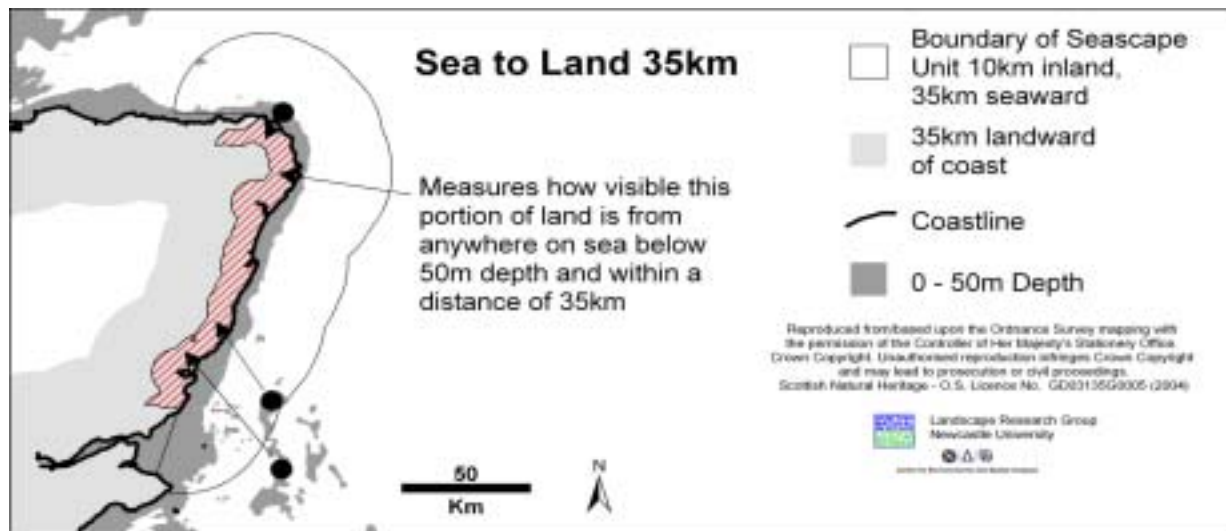 Sea to Land 35km
Measures how visible this
portion of land is from
anywhere on sea below
50m depth and within a
distance of 35km
50
Km
N
Boundary of Seascape
Unit 10km inland,
35km seaward
35km landward
of coast
Coastline
0 - 50m Depth
Reproduced from/based upon the Ordnance Survey mapping with
the permission of the Controller of Her Majesty's Stationery Office.
Crown Copyright. Unauthorised reproduction infringes Crown Copyright
and may lead to prosecution or civil proceedings.
Scottish Natural Heritage - O.S. Licence No. GD03135G0005 (2004)
Landscape Research Group
Newcastle University